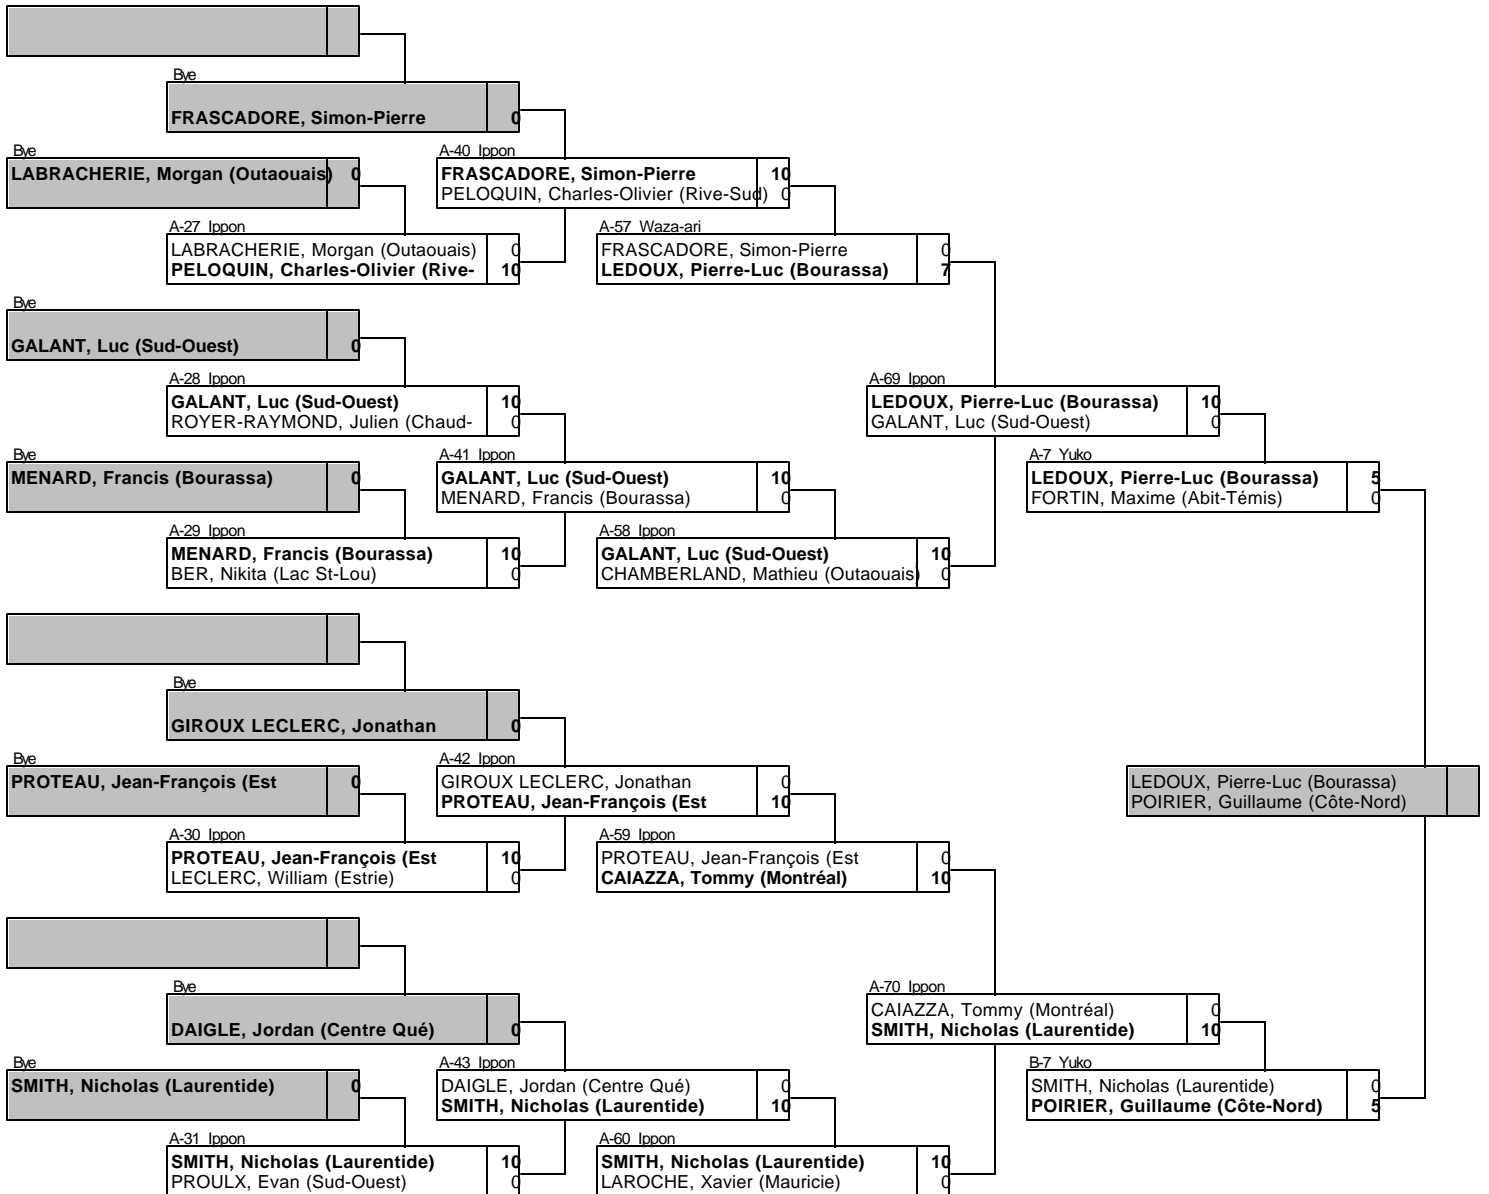 Bye
FRASCADORE, Simon-Pierre 0
Bye
LABRACHERIE, Morgan (Outaouais) 0
A-40 Ippon
FRASCADORE, Simon-Pierre 10
PELOQUIN, Charles-Olivier (Rive-Sud) 0
A-27 Ippon
LABRACHERIE, Morgan (Outaouais) 0
PELOQUIN, Charles-Olivier (Rive- 10
A-57 Waza-ari
FRASCADORE, Simon-Pierre 0
LEDOUX, Pierre-Luc (Bourassa) 7
Bye
GALANT, Luc (Sud-Ouest) 0
A-28 Ippon
GALANT, Luc (Sud-Ouest) 10
ROYER-RAYMOND, Julien (Chaud- 0
A-69 Ippon
LEDOUX, Pierre-Luc (Bourassa) 10
GALANT, Luc (Sud-Ouest) 0
Bye
MENARD, Francis (Bourassa) 0
A-41 Ippon
GALANT, Luc (Sud-Ouest) 10
MENARD, Francis (Bourassa) 0
A-7 Yuko
LEDOUX, Pierre-Luc (Bourassa) 5
FORTIN, Maxime (Abit-Témis) 0
A-29 Ippon
MENARD, Francis (Bourassa) 10
BER, Nikita (Lac St-Lou) 0
A-58 Ippon
GALANT, Luc (Sud-Ouest) 10
CHAMBERLAND, Mathieu (Outaouais) 0
Bye
GIROUX LECLERC, Jonathan 0
Bye
PROTEAU, Jean-François (Est 0
A-42 Ippon
GIROUX LECLERC, Jonathan 0
PROTEAU, Jean-François (Est 10
LEDOUX, Pierre-Luc (Bourassa)
POIRIER, Guillaume (Côte-Nord)
A-30 Ippon
PROTEAU, Jean-François (Est 10
LECLERC, William (Estrie) 0
A-59 Ippon
PROTEAU, Jean-François (Est 0
CAIAZZA, Tommy (Montréal) 10
Bye
DAIGLE, Jordan (Centre Qué) 0
A-70 Ippon
CAIAZZA, Tommy (Montréal) 0
SMITH, Nicholas (Laurentide) 10
Bye
SMITH, Nicholas (Laurentide) 0
A-43 Ippon
DAIGLE, Jordan (Centre Qué) 0
SMITH, Nicholas (Laurentide) 10
B-7 Yuko
SMITH, Nicholas (Laurentide) 0
POIRIER, Guillaume (Côte-Nord) 5
A-31 Ippon
SMITH, Nicholas (Laurentide) 10
PROULX, Evan (Sud-Ouest) 0
A-60 Ippon
SMITH, Nicholas (Laurentide) 10
LAROCHE, Xavier (Mauricie) 0